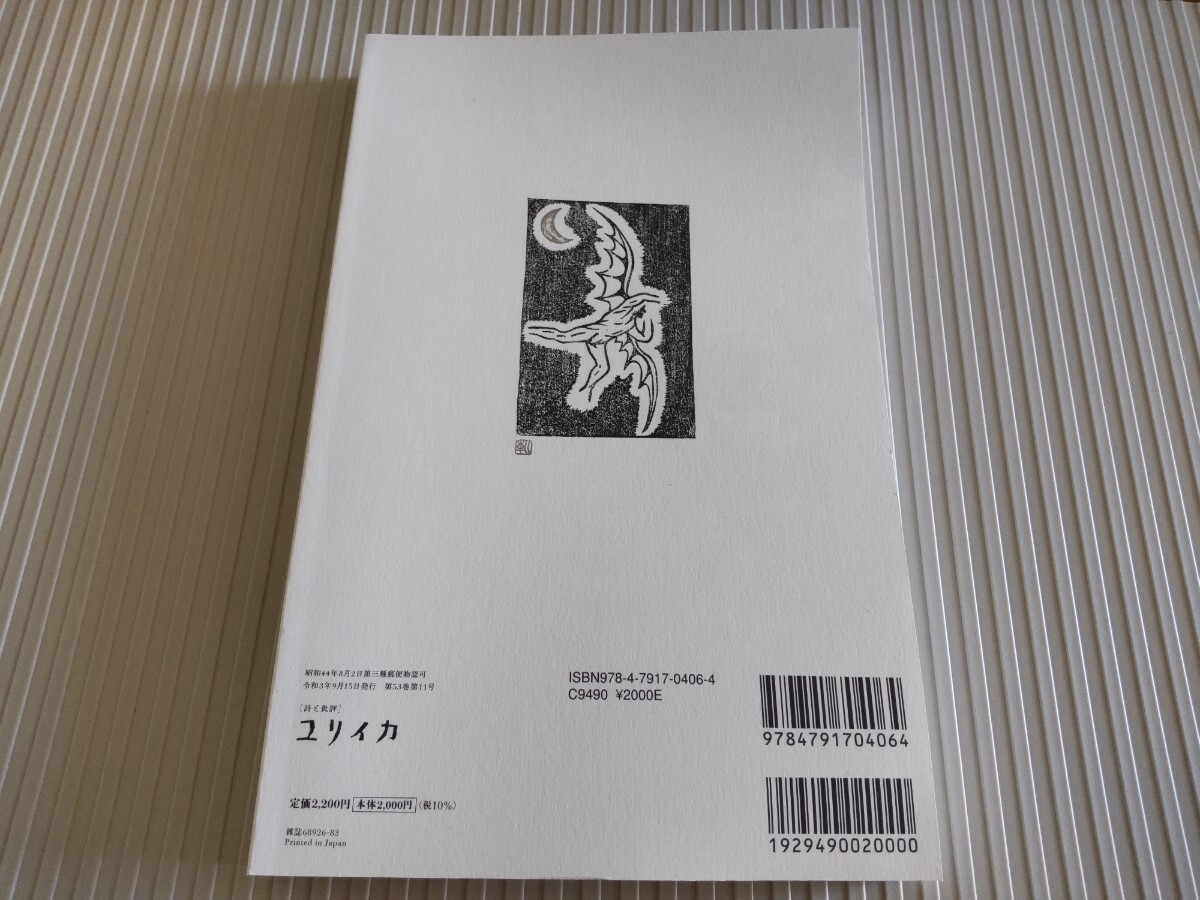 昭和44年8月2日第三種郵便物認可
令和3年9月15日発行 第53巻第11号
[詩と批評]
ユリイカ
定価2,200円 本体2,000円 (税10%)
雑誌68926-83
Printed in Japan
ISBN978-4-7917-0406-4
C9490 ¥2000E
9784791704064
1929490020000